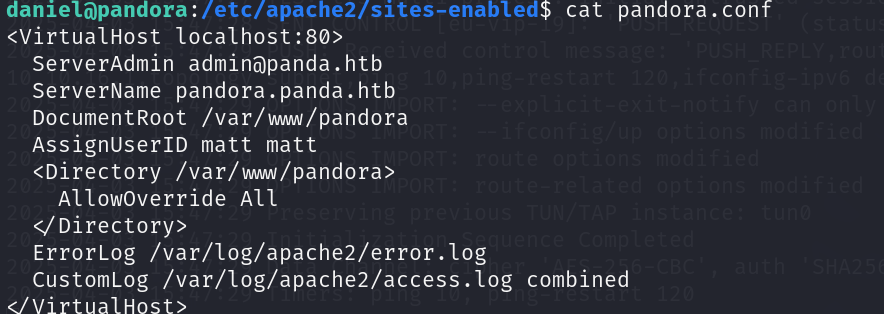 daniel@pandora:/etc/apache2/sites-enabled$ cat pandora.conf
<VirtualHost localhost:80>
  ServerAdmin admin@panda.htb
  ServerName pandora.panda.htb
  DocumentRoot /var/www/pandora
  AssignUserID matt matt
  <Directory /var/www/pandora>
    AllowOverride All
  </Directory>
  ErrorLog /var/log/apache2/error.log
  CustomLog /var/log/apache2/access.log combined
</VirtualHost>